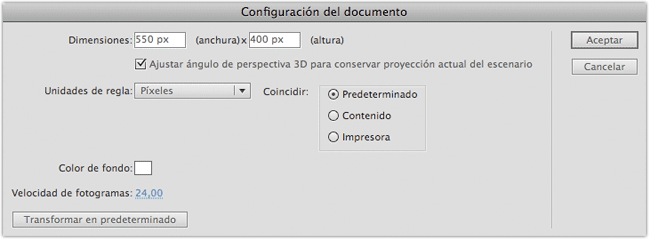 Configuración del documento
Dimensiones: 550 px (anchura) x 400 px (altura) Aceptar
Ajustar ángulo de perspectiva 3D para conservar proyección actual del escenario Cancelar
Unidades de regla: Píxeles Coincidir: Predeterminado
Contenido
Impresora
Color de fondo:
Velocidad de fotogramas: 24,00
Transformar en predeterminado